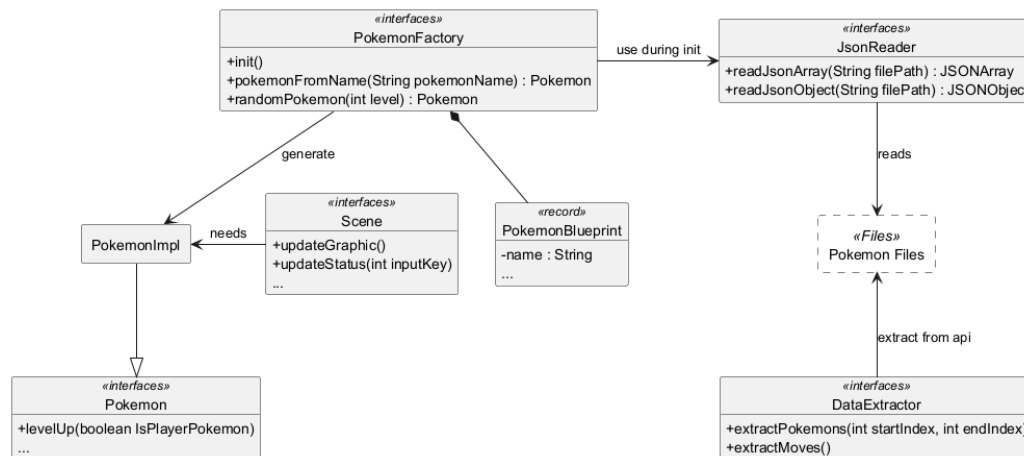 «interfaces»
PokemonFactory
+init()
+pokemonFromName(String pokemonName) : Pokemon
+randomPokemon(int level) : Pokemon
use during init
«interfaces»
JsonReader
+readJsonArray(String filePath) : JSONArray
+readJsonObject(String filePath) : JSONObjec
generate
reads
«interfaces»
Scene
+updateGraphic()
+updateStatus(int inputKey)
...
«record»
PokemonBlueprint
-name : String
...
PokemonImpl
needs
«Files»
Pokemon Files
extract from api
«interfaces»
Pokemon
+levelUp(boolean IsPlayerPokemon)
...
«interfaces»
DataExtractor
+extractPokemons(int startIndex, int endIndex)
+extractMoves()